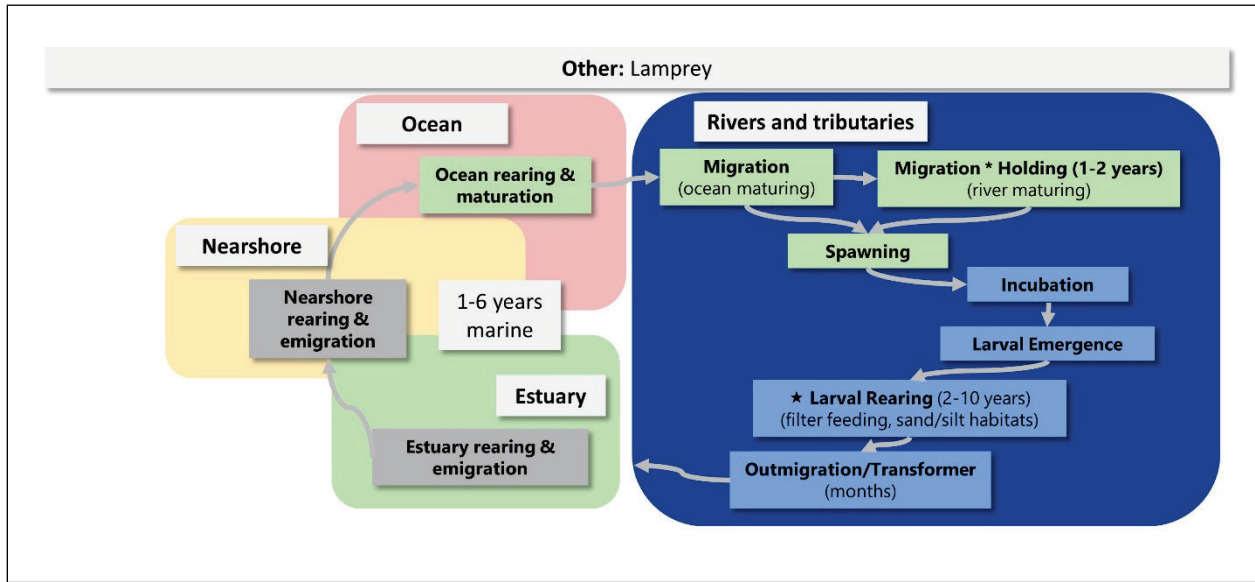 Other: Lamprey
Ocean
Ocean rearing &
maturation
Nearshore
Nearshore
rearing &
emigration
1-6 years
marine
Estuary
Estuary rearing &
emigration
Rivers and tributaries
Migration
(ocean maturing)
Migration * Holding (1-2 years)
(river maturing)
Spawning
Incubation
Larval Emergence
★ Larval Rearing (2-10 years)
(filter feeding, sand/silt habitats)
Outmigration/Transformer
(months)